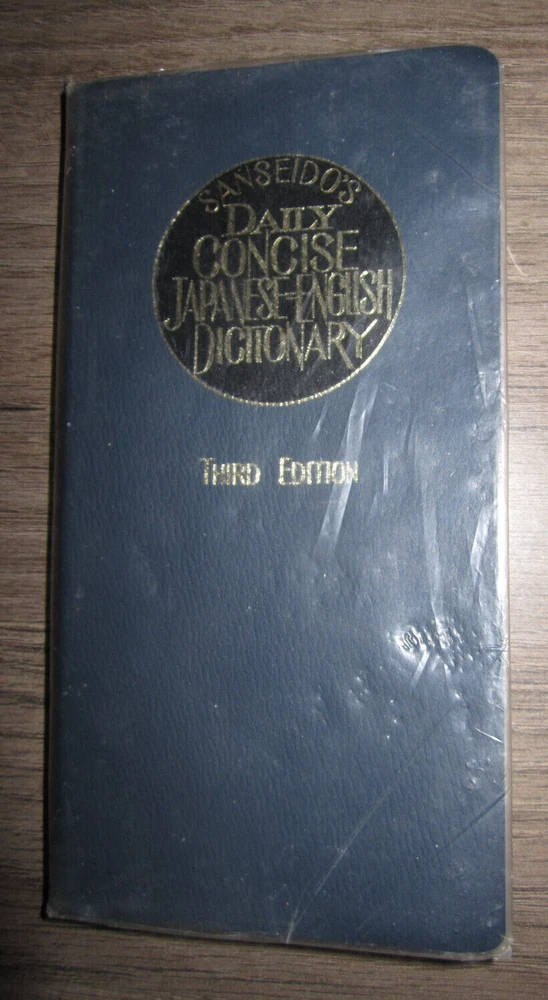 SANSEIDO'S
DAILY
CONCISE
JAPANESE-ENGLISH
DICTIONARY
THIRD EDITION